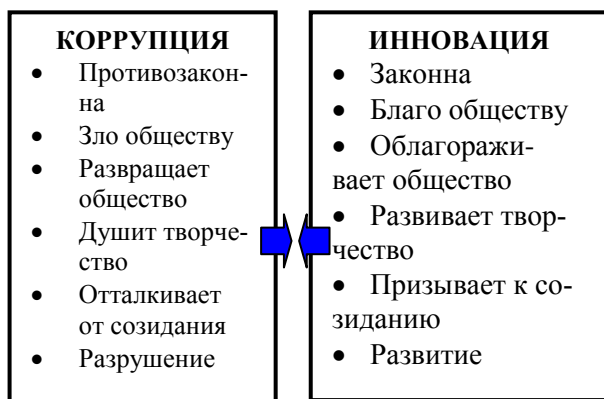 КОРРУПЦИЯ
• Противозакон-
на
• Зло обществу
• Развращает
общество
• Душит творче-
ство
• Отталкивает
от созидания
• Разрушение
ИННОВАЦИЯ
• Законна
• Благо обществу
• Облагоражи-
вает общество
• Развивает твор-
чество
• Призывает к со-
зиданию
• Развитие